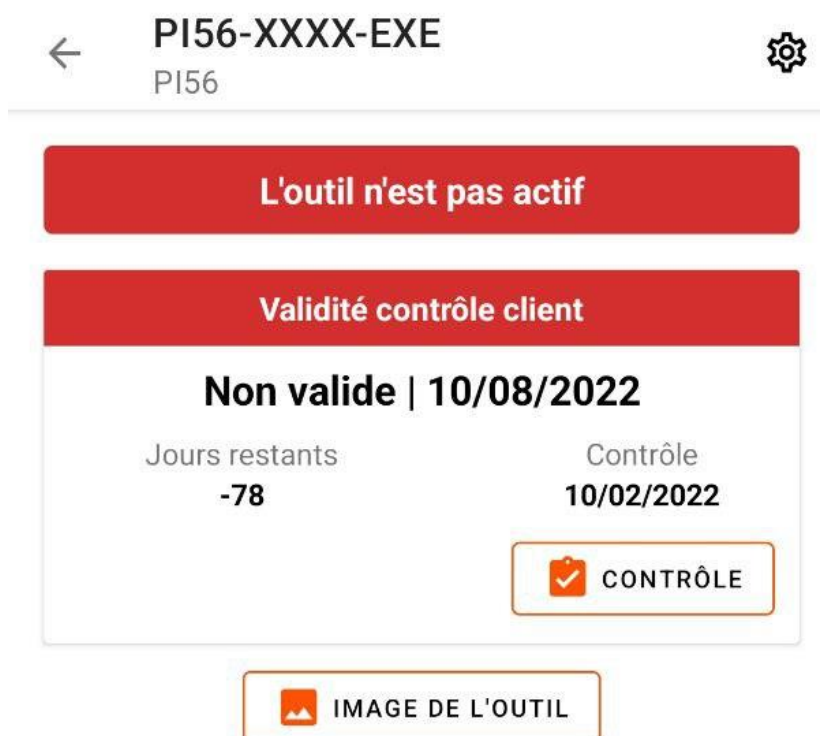 PI56-XXXX-EXE
PI56
L'outil n'est pas actif
Validité contrôle client
Non valide | 10/08/2022
Jours restants
-78
Contrôle
10/02/2022
CONTRÔLE
IMAGE DE L'OUTIL